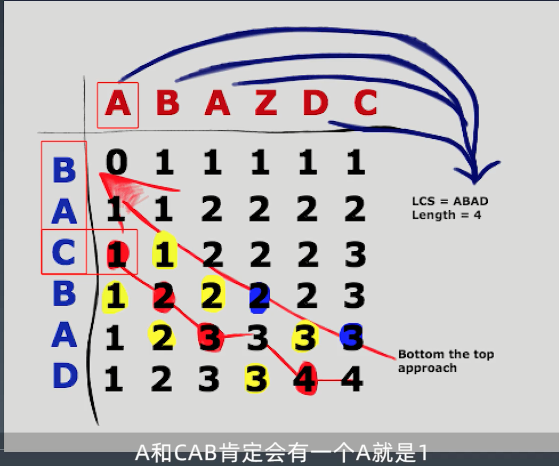 A B A Z D C
B 0 1 1 1 1 1
A 1 1 2 2 2 2
C 1 1 2 2 2 3
B 1 2 2 2 2 3
A 1 2 3 3 3 3
D 1 2 3 3 4 4
LCS = ABAD
Length = 4
Bottom the top
approach
A和CAB肯定会有一个A就是1